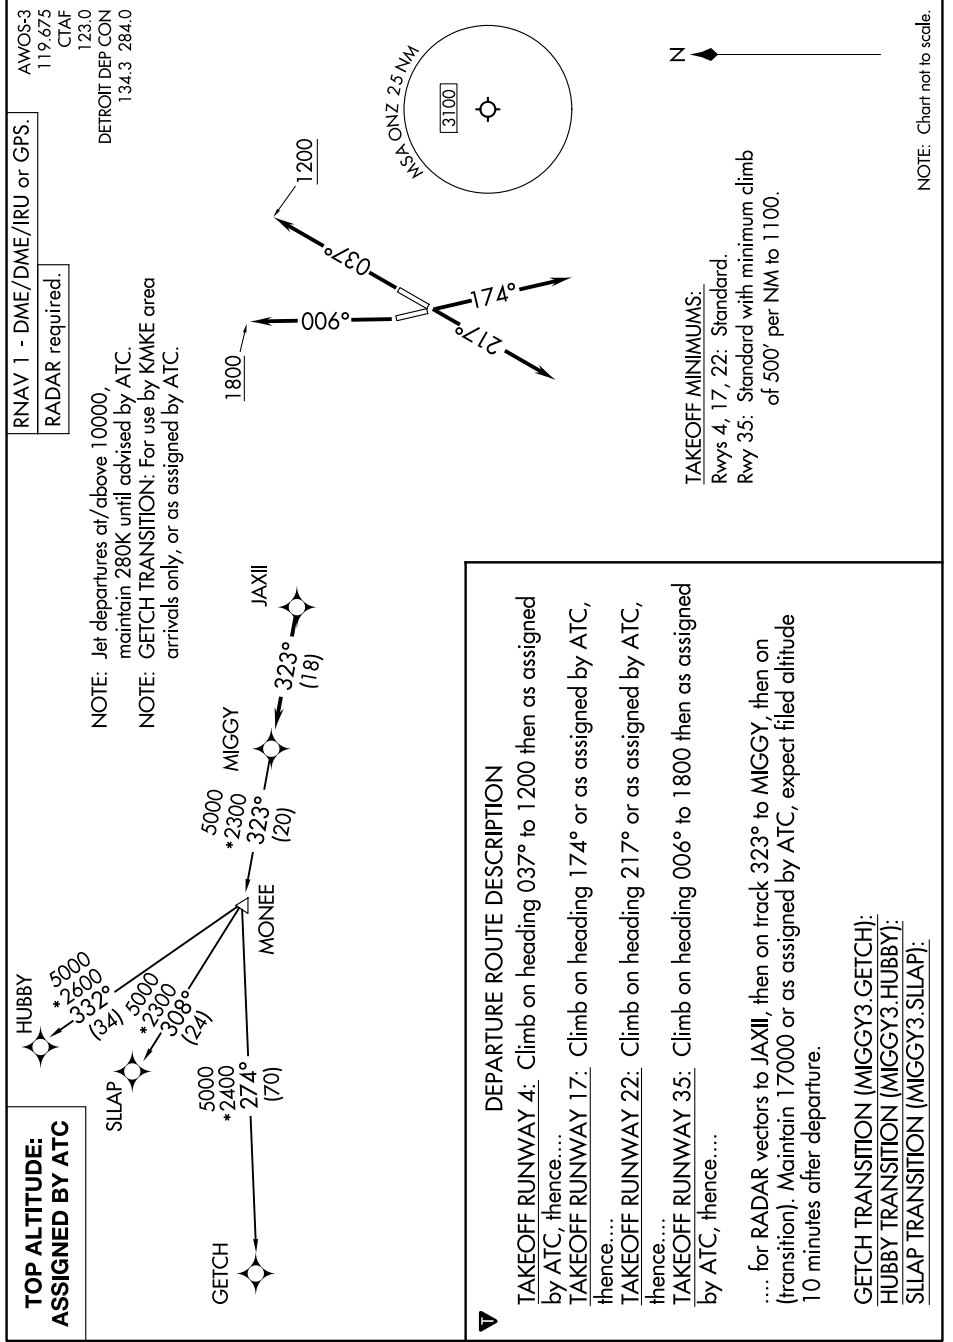 TOP ALTITUDE:
ASSIGNED BY ATC
RNAV 1 - DME/DME/IRU or GPS.
RADAR required.
AWOS-3
119.675
CTAF
123.0
DETROIT DEP CON
134.3 284.0
NOTE: Jet departures at/above 10000,
maintain 280K until advised by ATC.
NOTE: GETCH TRANSITION: For use by KMKE area
arrivals only, or as assigned by ATC.
HUBBY
5000
*2600
332°
(34)
SLLAP
5000
*2300
308°
(24)
GETCH
5000
*2400
274°
(70)
MONEE
5000
*2300
323°
(20)
MIGGY
323°
(18)
JAXII
1800
006°
1200
037°
217°
174°
MSA ONZ 25 NM
3100
N
TAKEOFF MINIMUMS:
Rwys 4, 17, 22: Standard.
Rwy 35: Standard with minimum climb
of 500' per NM to 1100.
NOTE: Chart not to scale.
T
DEPARTURE ROUTE DESCRIPTION
TAKEOFF RUNWAY 4: Climb on heading 037° to 1200 then as assigned
by ATC, thence....
TAKEOFF RUNWAY 17: Climb on heading 174° or as assigned by ATC,
thence....
TAKEOFF RUNWAY 22: Climb on heading 217° or as assigned by ATC,
thence....
TAKEOFF RUNWAY 35: Climb on heading 006° to 1800 then as assigned
by ATC, thence....
.... for RADAR vectors to JAXII, then on track 323° to MIGGY, then on
(transition). Maintain 17000 or as assigned by ATC, expect filed altitude
10 minutes after departure.
GETCH TRANSITION (MIGGY3.GETCH):
HUBBY TRANSITION (MIGGY3.HUBBY):
SLLAP TRANSITION (MIGGY3.SLLAP):